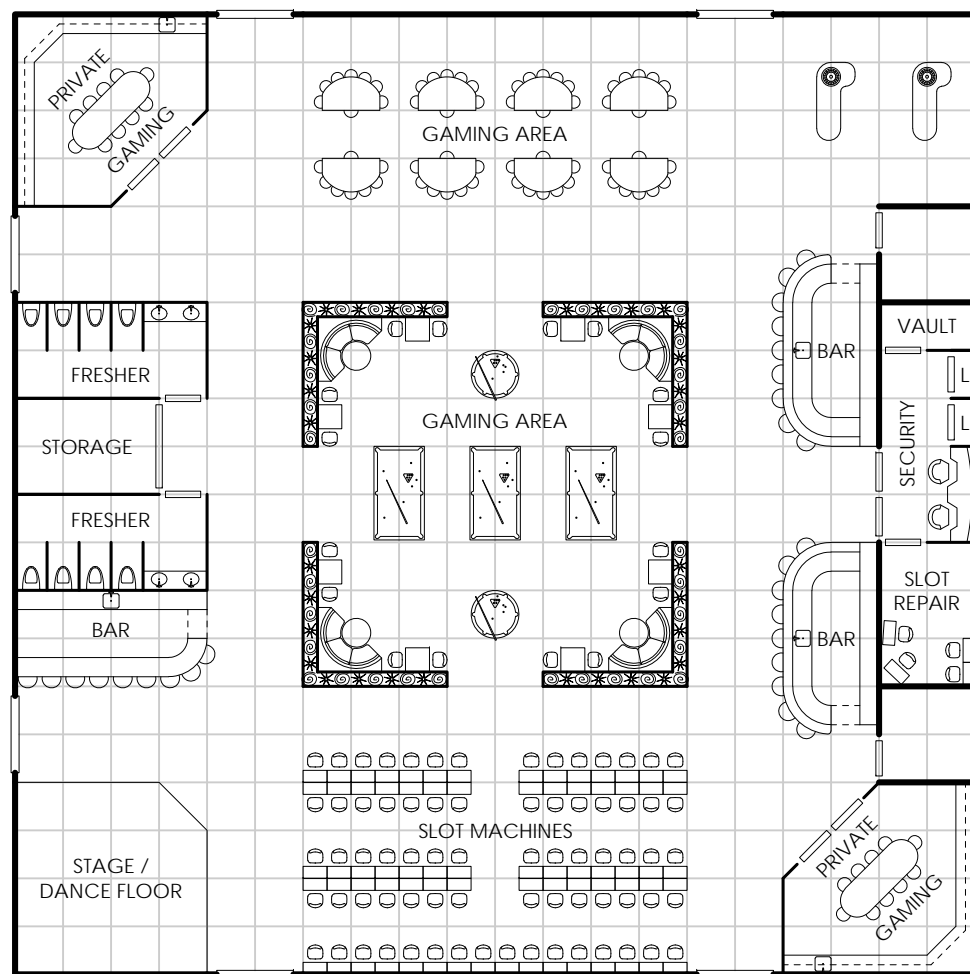 PRIVATE
GAMING
GAMING AREA
VAULT
BAR
L
L
SECURITY
FRESHER
STORAGE
FRESHER
GAMING AREA
BAR
SLOT
REPAIR
BAR
SLOT MACHINES
STAGE /
DANCE FLOOR
PRIVATE
GAMING